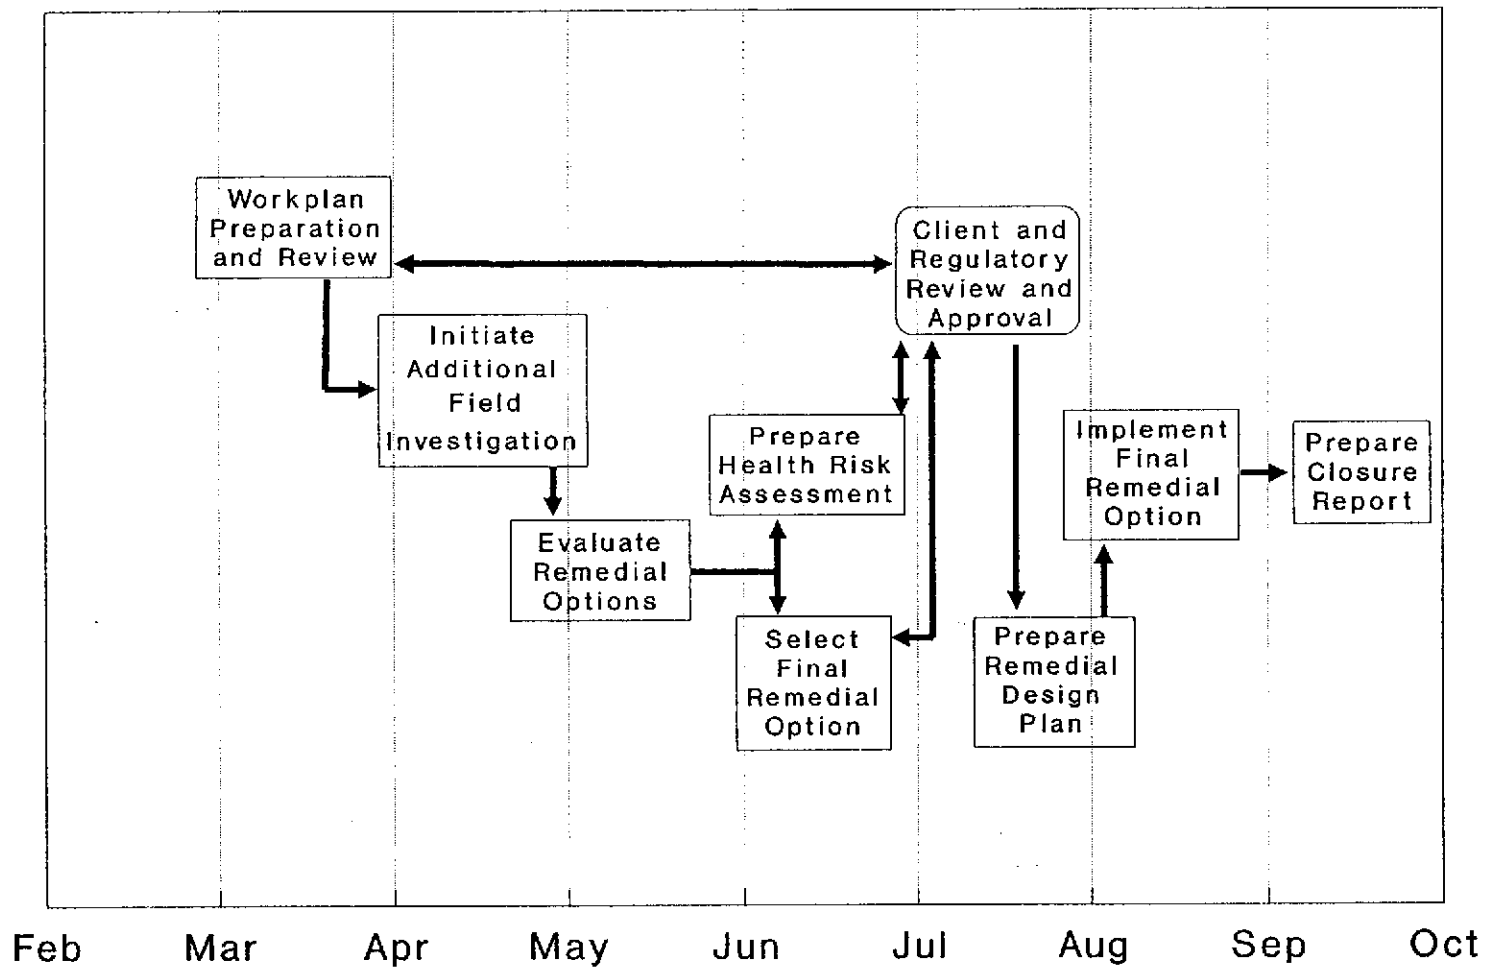 Workplan
Preparation
and Review
Client and
Regulatory
Review and
Approval
Initiate
Additional
Field
Investigation
Prepare
Health Risk
Assessment
Implement
Final
Remedial
Option
Prepare
Closure
Report
Evaluate
Remedial
Options
Select
Final
Remedial
Option
Prepare
Remedial
Design
Plan
Feb Mar Apr May Jun Jul Aug Sep Oct